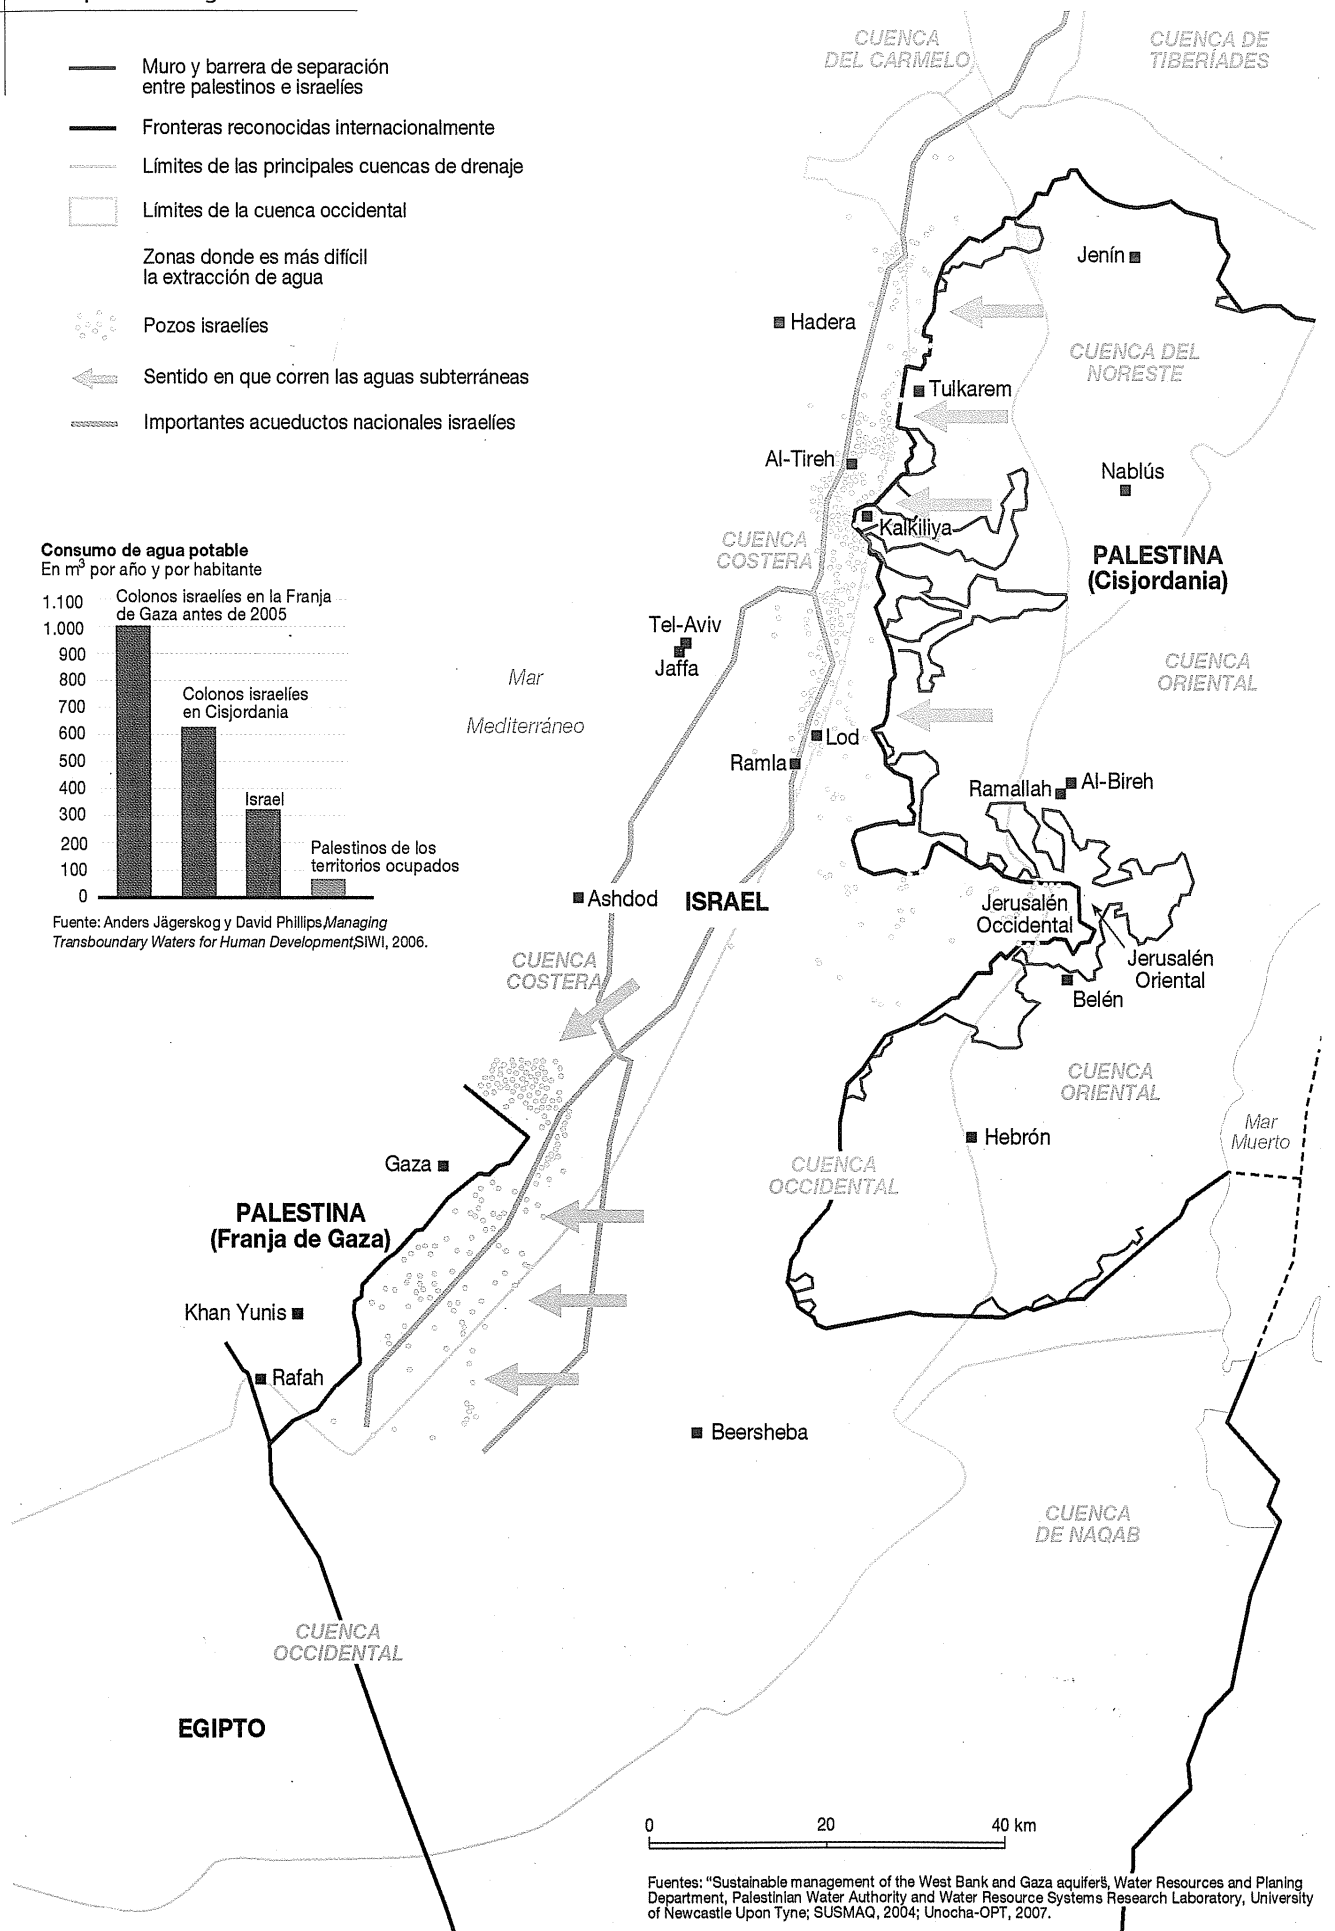 Muro y barrera de separación
entre palestinos e israelíes
Fronteras reconocidas internacionalmente
Límites de las principales cuencas de drenaje
Límites de la cuenca occidental
Zonas donde es más difícil
la extracción de agua
Pozos israelíes
Sentido en que corren las aguas subterráneas
Importantes acueductos nacionales israelíes
CUENCA
DEL CARMELO
CUENCA DE
TIBERÍADES
Jenín
Hadera
CUENCA DEL
NORESTE
Tulkarem
Al-Tireh
Nablús
Kalkiliya
CUENCA
COSTERA
PALESTINA
(Cisjordania)
Consumo de agua potable
En m³ por año y por habitante
1.100
1.000
900
800
700
600
500
400
300
200
100
0
Colonos israelíes en la Franja
de Gaza antes de 2005
Colonos israelíes
en Cisjordania
Israel
Palestinos de los
territorios ocupados
Fuente: Anders Jägerskog y David Phillips,Managing
Transboundary Waters for Human Development,SIWI, 2006.
Tel-Aviv
Jaffa
Mar
Mediterráneo
CUENCA
ORIENTAL
Lod
Ramla
Ramallah
Al-Bireh
Ashdod
ISRAEL
Jerusalén
Occidental
Jerusalén
Oriental
Belén
CUENCA
COSTERA
CUENCA
ORIENTAL
Mar
Muerto
Hebrón
Gaza
CUENCA
OCCIDENTAL
PALESTINA
(Franja de Gaza)
Khan Yunis
Rafah
Beersheba
CUENCA
DE NAQAB
CUENCA
OCCIDENTAL
EGIPTO
0 20 40 km
Fuentes: “Sustainable management of the West Bank and Gaza aquifers”, Water Resources and Planing
Department, Palestinian Water Authority and Water Resource Systems Research Laboratory, University
of Newcastle Upon Tyne; SUSMAQ, 2004; Unocha-OPT, 2007.